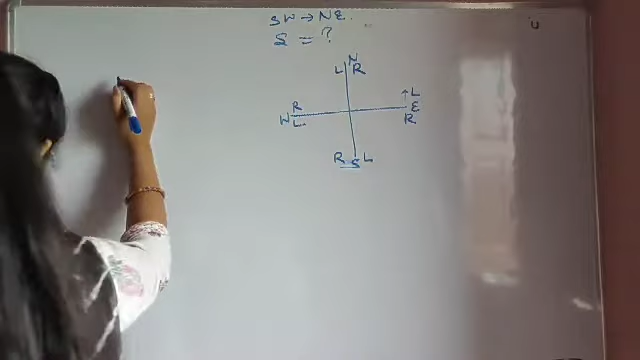 SW → NE.
S = ?
N
L R
↑ L
R
W E
L R
R S L